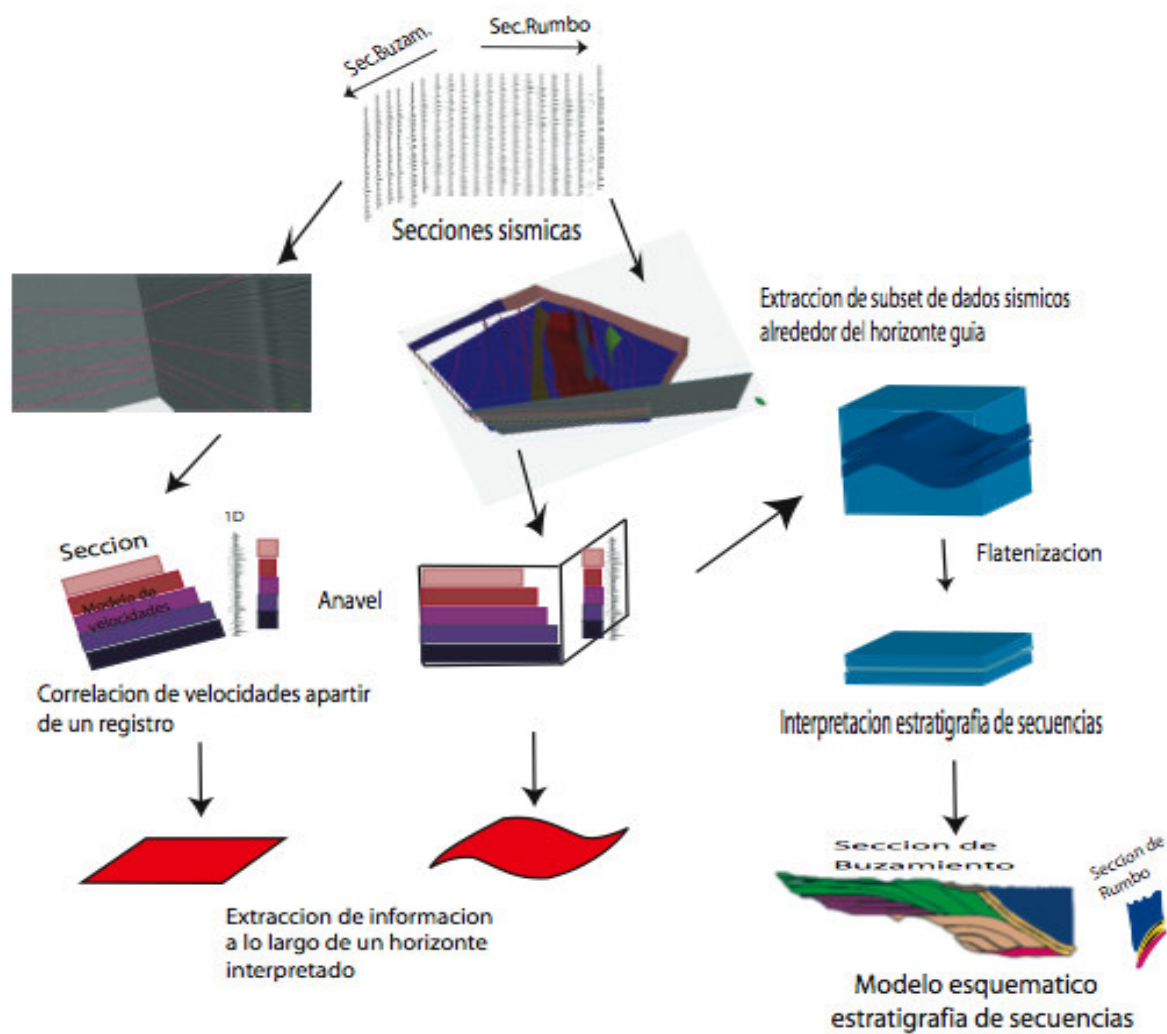 Sec.Buzam.
Sec.Rumbo
Secciones sismicas
Extraccion de subset de dados sismicos
alrededor del horizonte guia
Seccion
Modelo de
velocidades
1D
Anavel
Flatenizacion
Correlacion de velocidades apartir
de un registro
Interpretacion estratigrafia de secuencias
Extraccion de informacion
a lo largo de un horizonte
interpretado
Seccion de
Buzamiento
Seccion de
Rumbo
Modelo esquematico
estratigrafia de secuencias